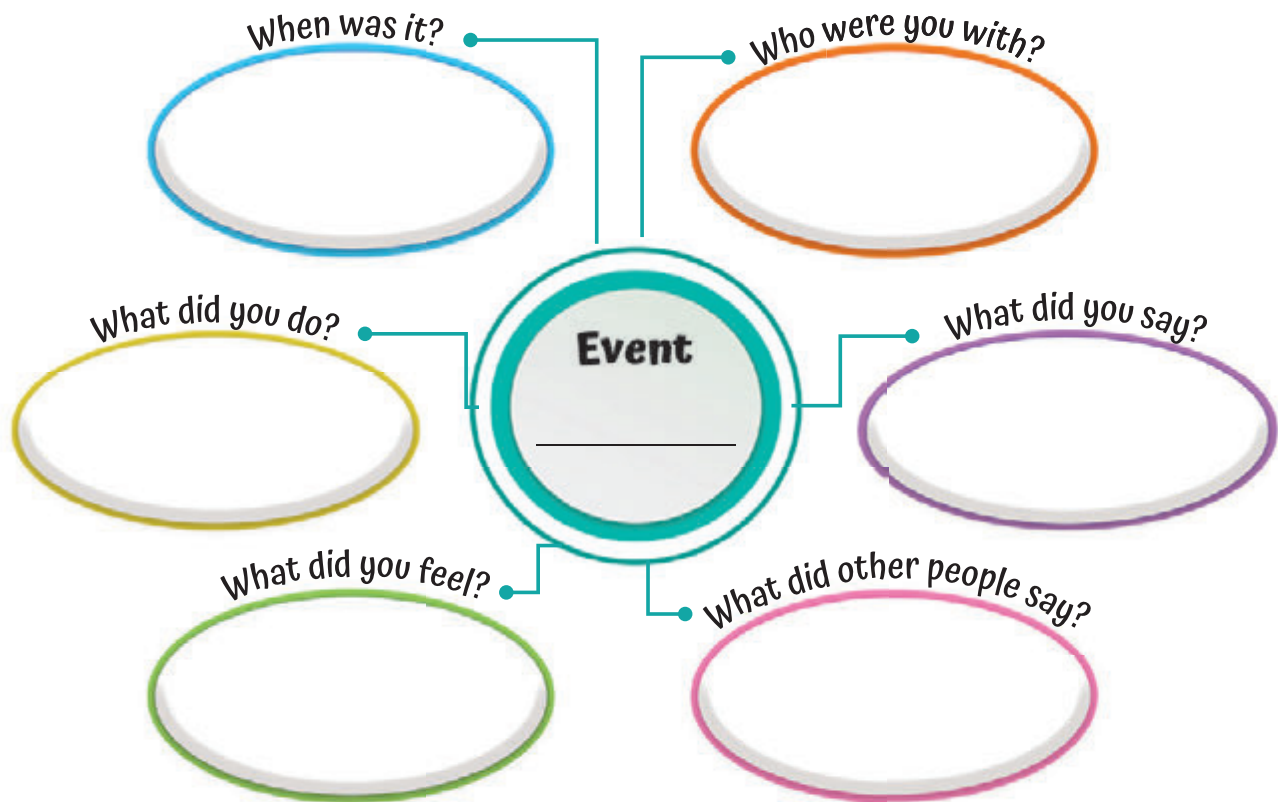 When was it?
Who were you with?
What did you do?
Event
What did you say?
What did you feel?
What did other people say?